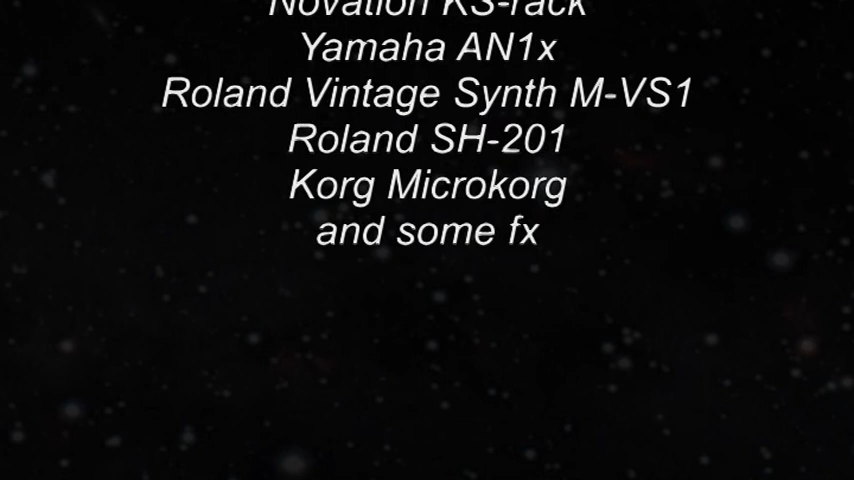 Novation KS-rack
Yamaha AN1x
Roland Vintage Synth M-VS1
Roland SH-201
Korg Microkorg
and some fx